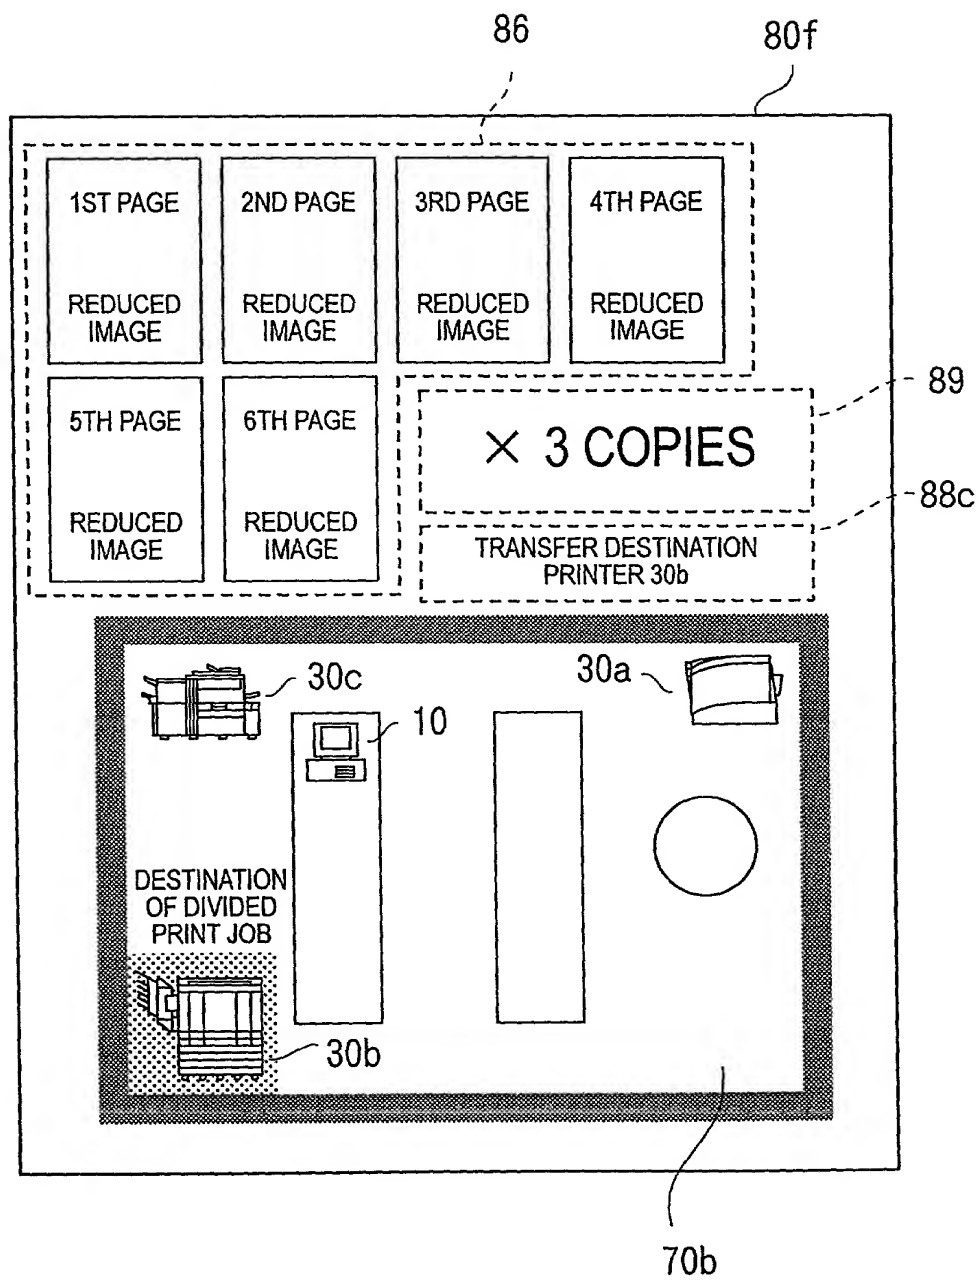 86
80f
1ST PAGE
REDUCED
IMAGE
2ND PAGE
REDUCED
IMAGE
3RD PAGE
REDUCED
IMAGE
4TH PAGE
REDUCED
IMAGE
5TH PAGE
REDUCED
IMAGE
6TH PAGE
REDUCED
IMAGE
89
× 3 COPIES
88c
TRANSFER DESTINATION
PRINTER 30b
30c
30a
10
DESTINATION
OF DIVIDED
PRINT JOB
30b
70b